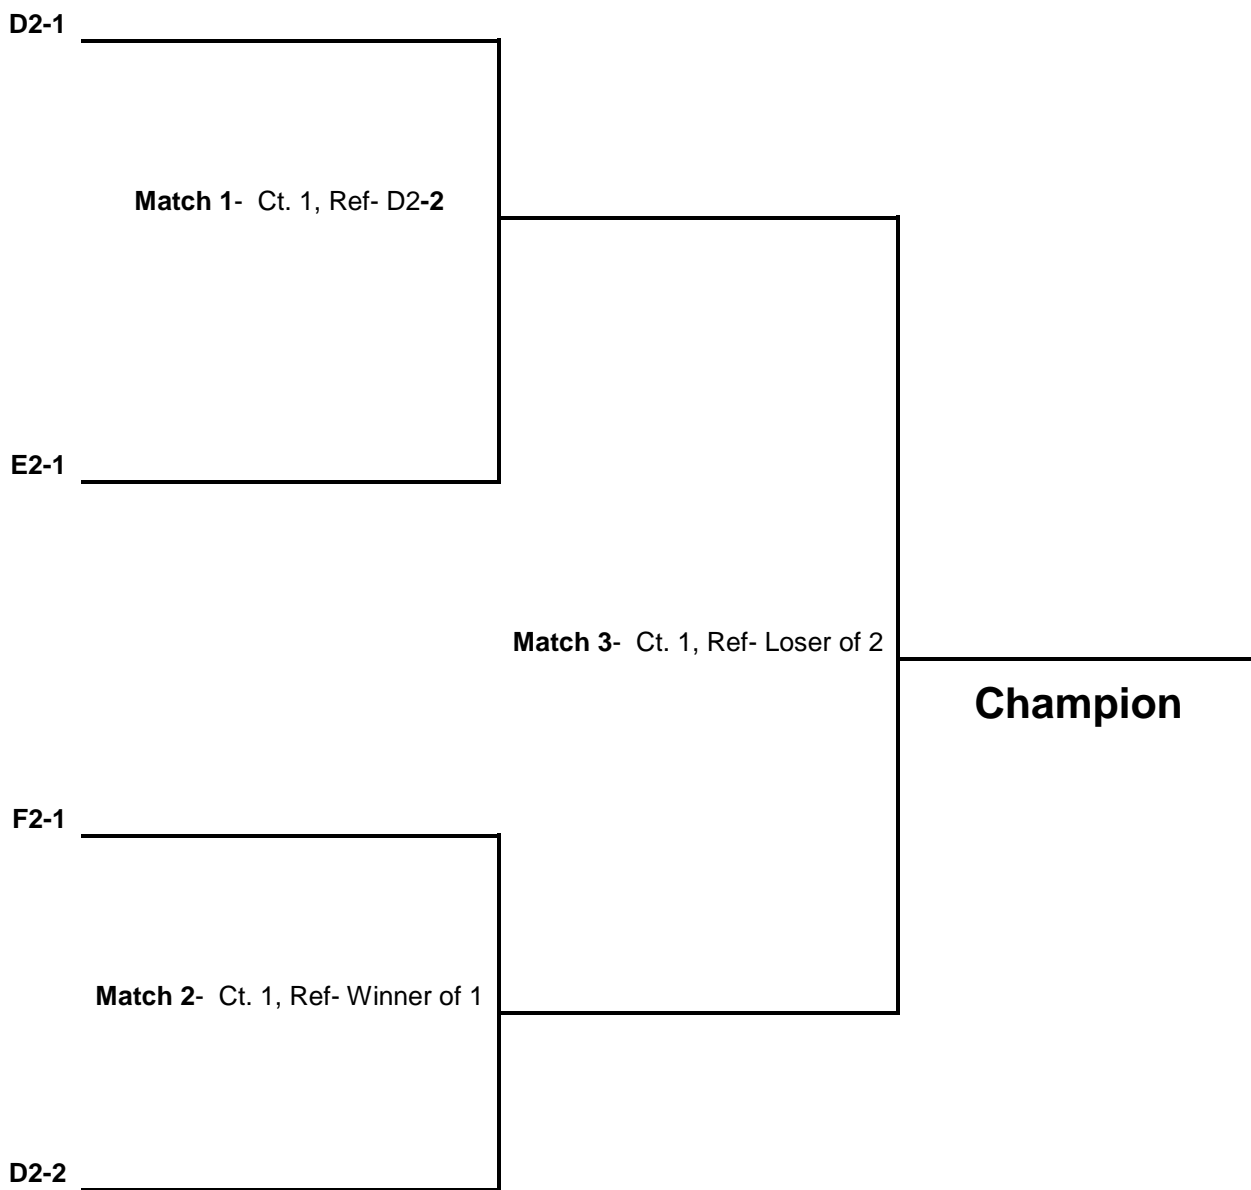 D2-1
Match 1-  Ct. 1, Ref- D2-2
E2-1
Match 3-  Ct. 1, Ref- Loser of 2
Champion
F2-1
Match 2-  Ct. 1, Ref- Winner of 1
D2-2